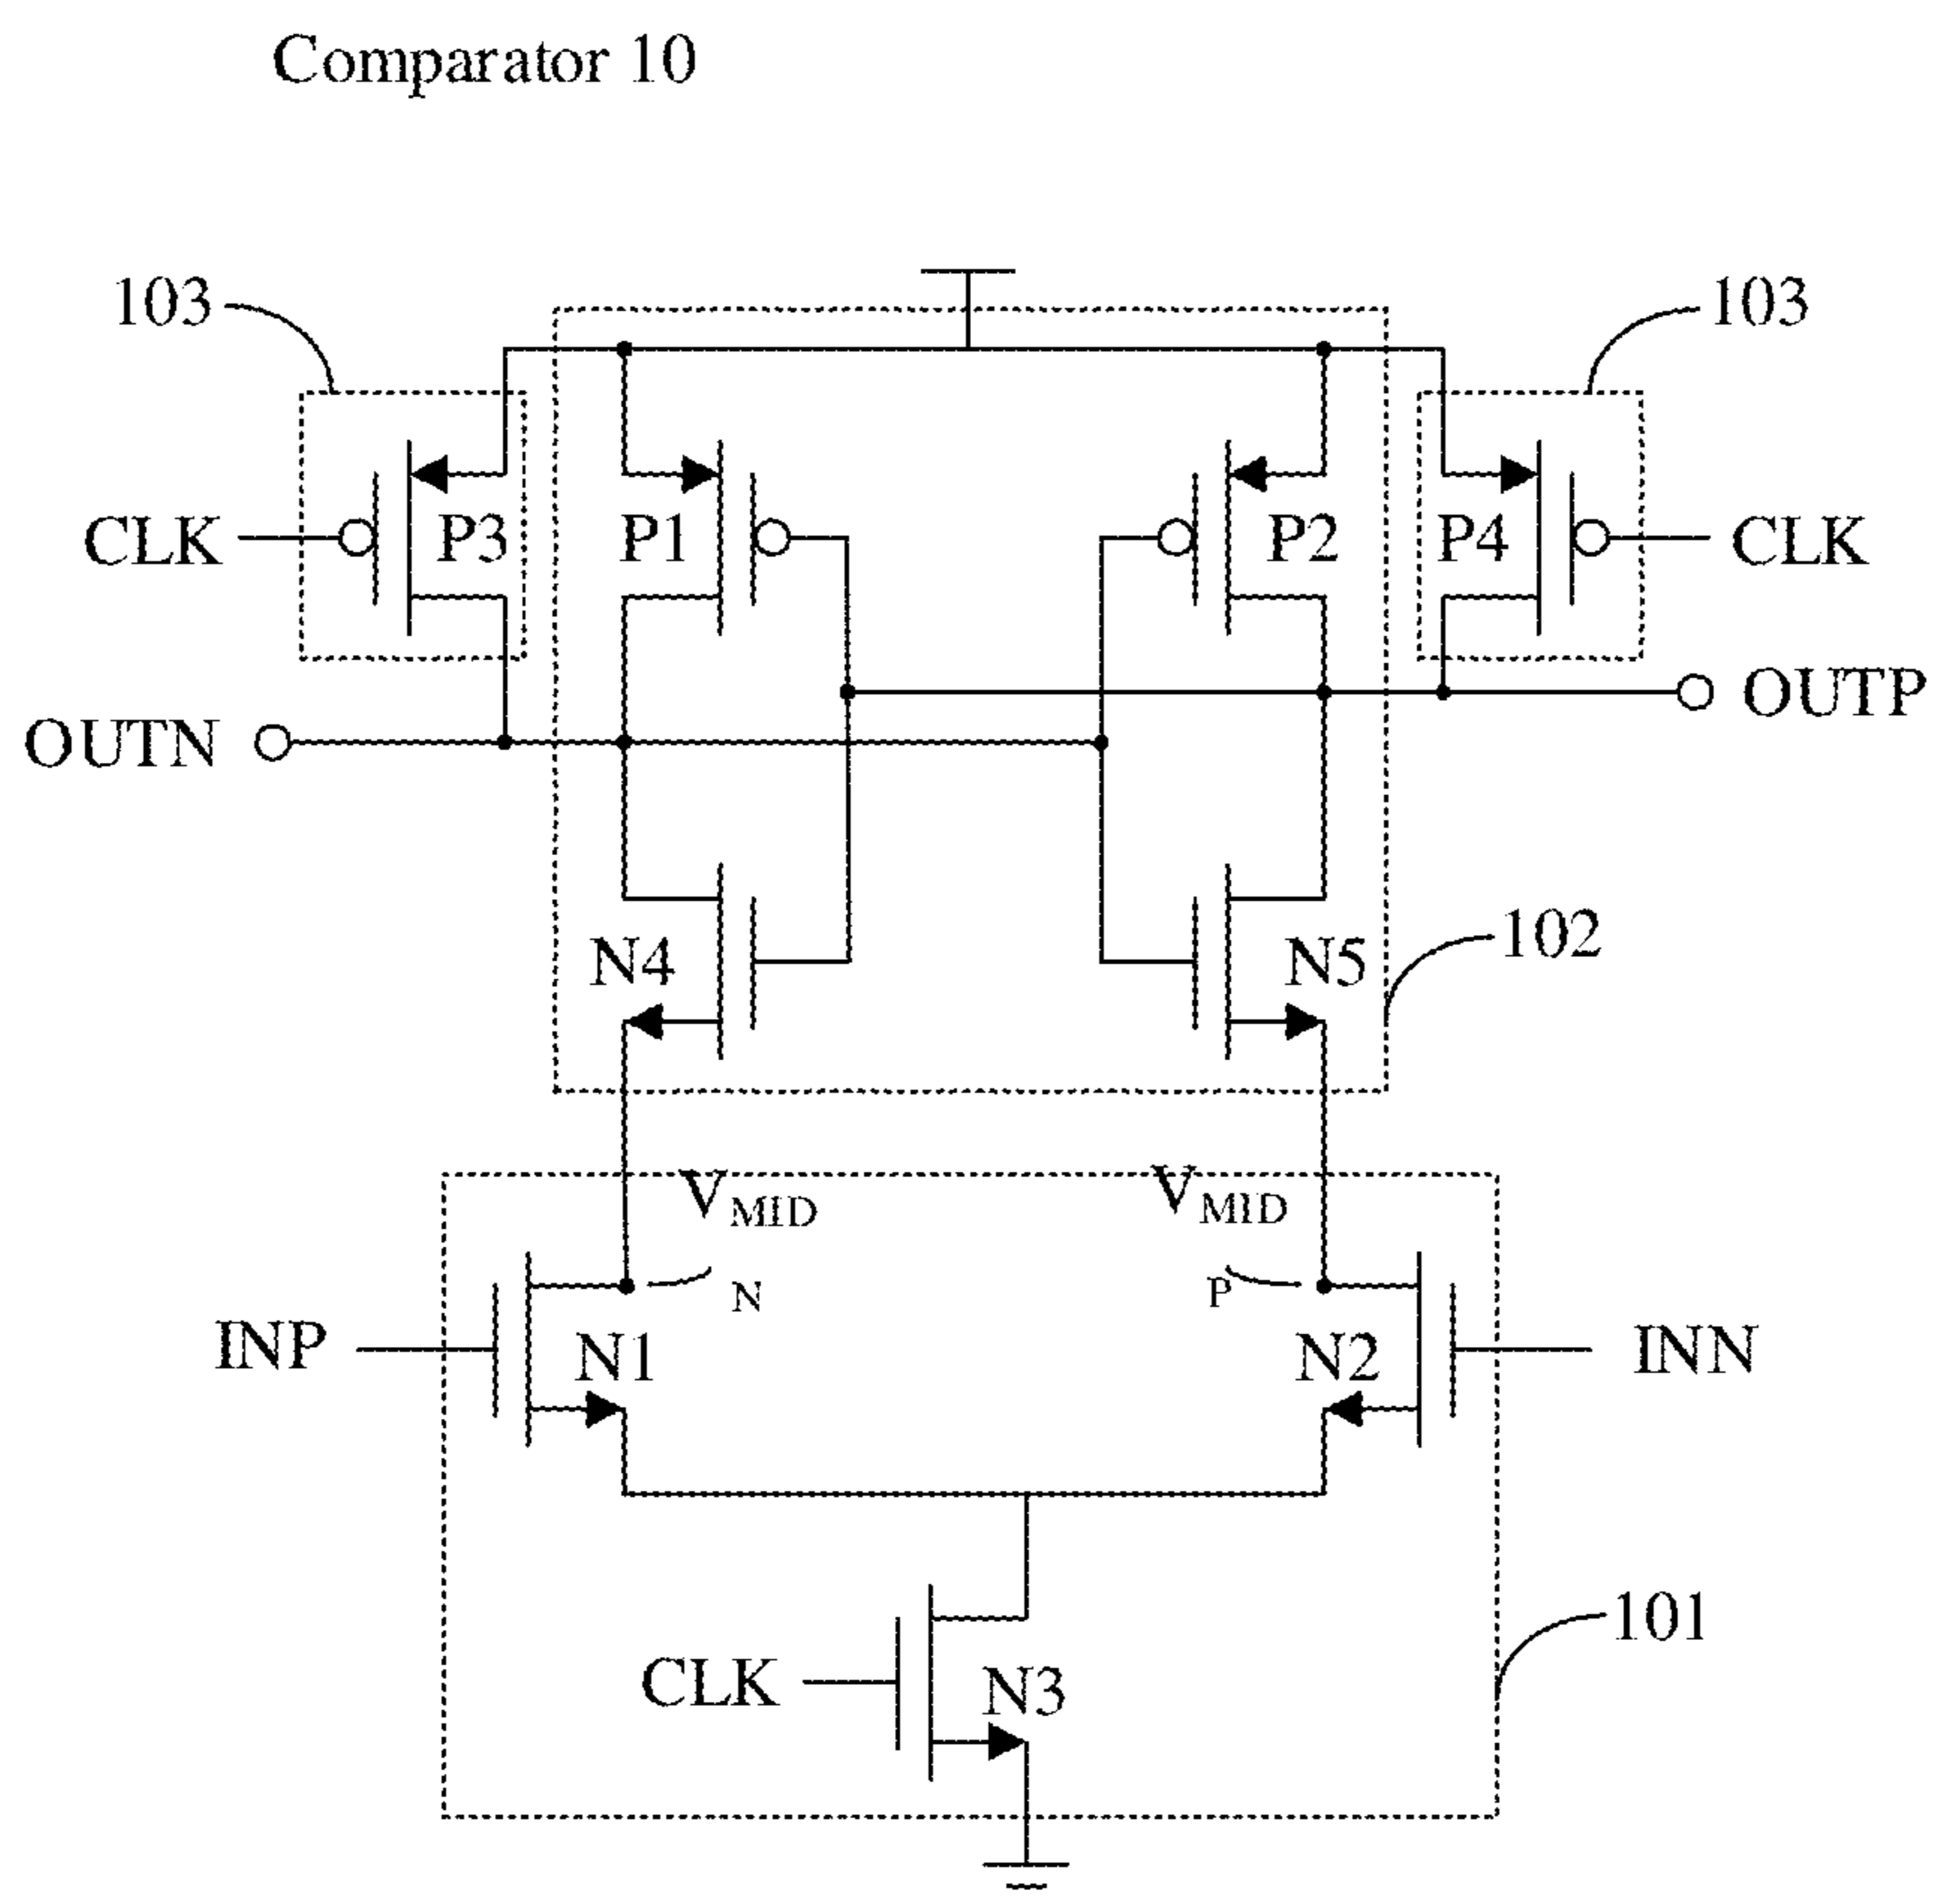 Comparator 10
103
103
CLK
P3
P1
P2
P4
CLK
OUTP
OUTN
N4
N5
102
VMID
N
VMID
P
INP
N1
N2
INN
101
CLK
N3